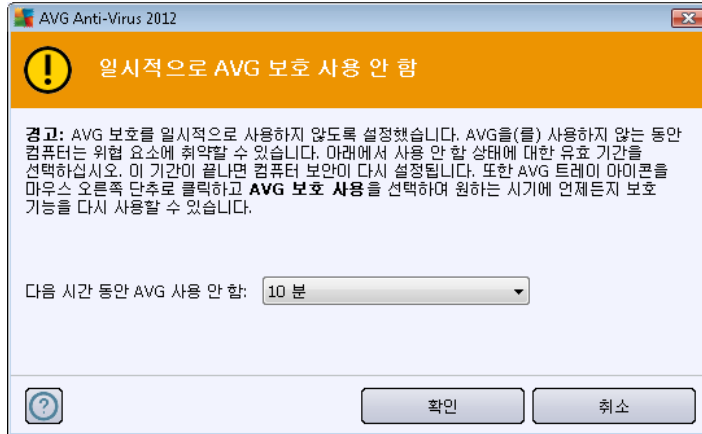 AVG Anti-Virus 2012
일시적으로 AVG 보호 사용 안 함
경고: AVG 보호를 일시적으로 사용하지 않도록 설정했습니다. AVG을(를) 사용하지 않는 동안
컴퓨터는 위협 요소에 취약할 수 있습니다. 아래에서 사용 안 함 상태에 대한 유효 기간을
선택하십시오. 이 기간이 끝나면 컴퓨터 보안이 다시 설정됩니다. 또한 AVG 트레이 아이콘을
마우스 오른쪽 단추로 클릭하고 AVG 보호 사용을 선택하여 원하는 시기에 언제든지 보호
기능을 다시 사용할 수 있습니다.
다음 시간 동안 AVG 사용 안 함: 10 분
확인 취소